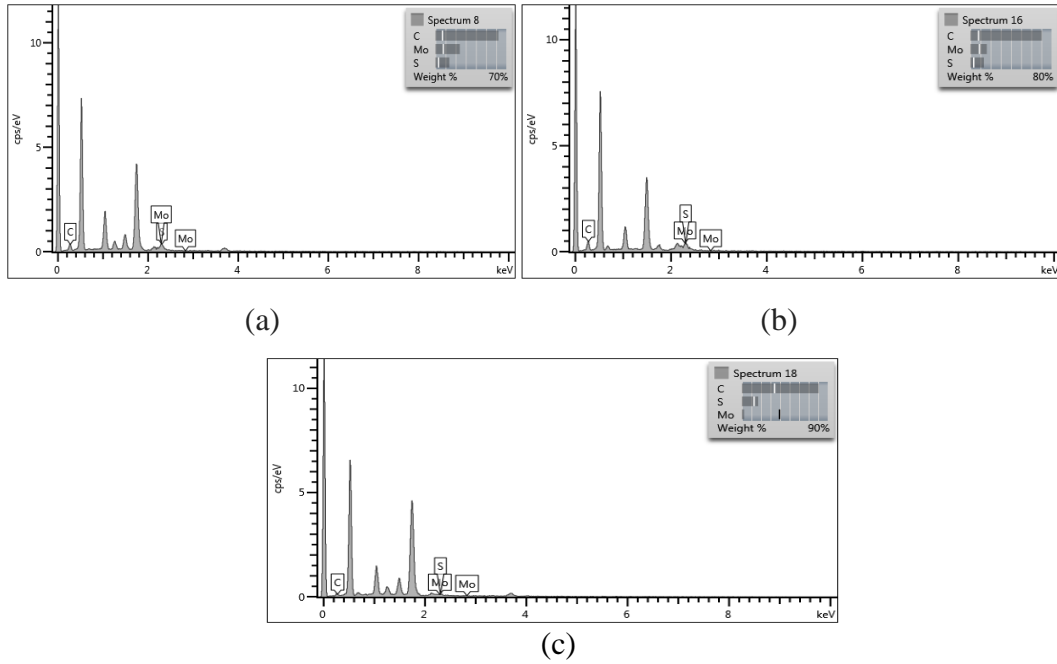 Spectrum 8
C
Mo
S
Weight % 70%
10
5
0
cps/eV
C
Mo
S
Mo
0 2 4 6 8 keV
(a)
Spectrum 16
C
Mo
S
Weight % 80%
10
5
0
cps/eV
C
S
Mo
Mo
0 2 4 6 8 keV
(b)
Spectrum 18
C
S
Mo
Weight % 90%
10
5
0
cps/eV
C
S
Mo
Mo
0 2 4 6 8 keV
(c)